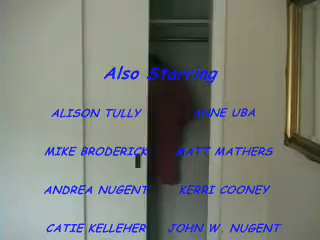 Also Starring
ALISON TULLY ANNE UBA
MIKE BRODERICK MATT MATHERS
ANDREA NUGENT KERRI COONEY
CATIE KELLEHER JOHN W. NUGENT